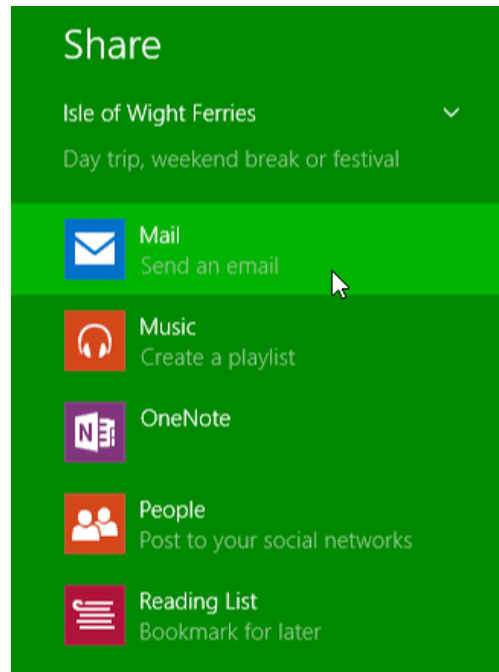 Share
Isle of Wight Ferries
Day trip, weekend break or festival
Mail
Send an email
Music
Create a playlist
OneNote
People
Post to your social networks
Reading List
Bookmark for later